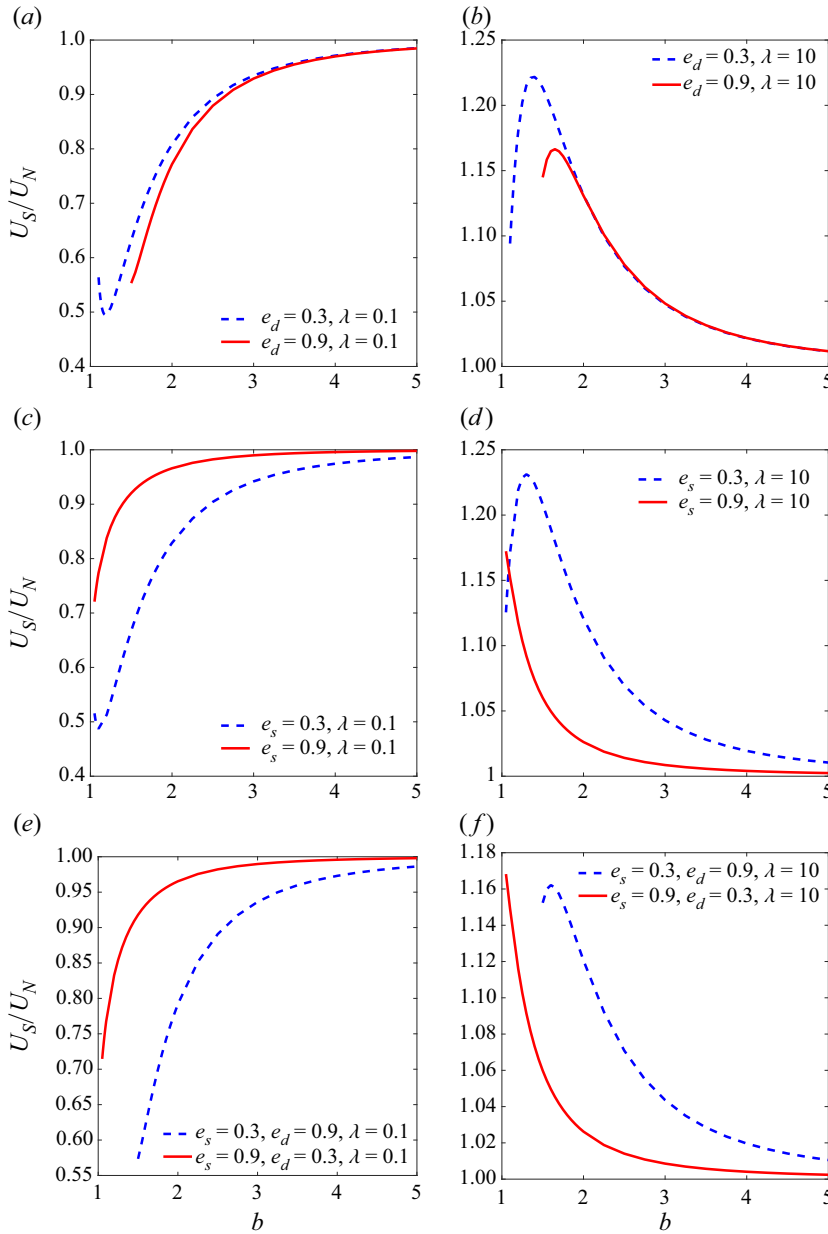 (a)
(b)
1.0
0.9
0.8
0.7
0.6
0.5
0.4
U_S/U_N
e_d = 0.3, λ = 0.1
e_d = 0.9, λ = 0.1
1 2 3 4 5
1.25
1.20
1.15
1.10
1.05
1.00
e_d = 0.3, λ = 10
e_d = 0.9, λ = 10
1 2 3 4 5
(c)
(d)
1.0
0.9
0.8
0.7
0.6
0.5
0.4
U_S/U_N
e_s = 0.3, λ = 0.1
e_s = 0.9, λ = 0.1
1 2 3 4 5
1.25
1.20
1.15
1.10
1.05
1
e_s = 0.3, λ = 10
e_s = 0.9, λ = 10
1 2 3 4 5
(e)
(f)
1.00
0.95
0.90
0.85
0.80
0.75
0.70
0.65
0.60
0.55
U_S/U_N
e_s = 0.3, e_d = 0.9, λ = 0.1
e_s = 0.9, e_d = 0.3, λ = 0.1
1 2 3 4 5
b
1.18
1.16
1.14
1.12
1.10
1.08
1.06
1.04
1.02
1.00
e_s = 0.3, e_d = 0.9, λ = 10
e_s = 0.9, e_d = 0.3, λ = 10
1 2 3 4 5
b